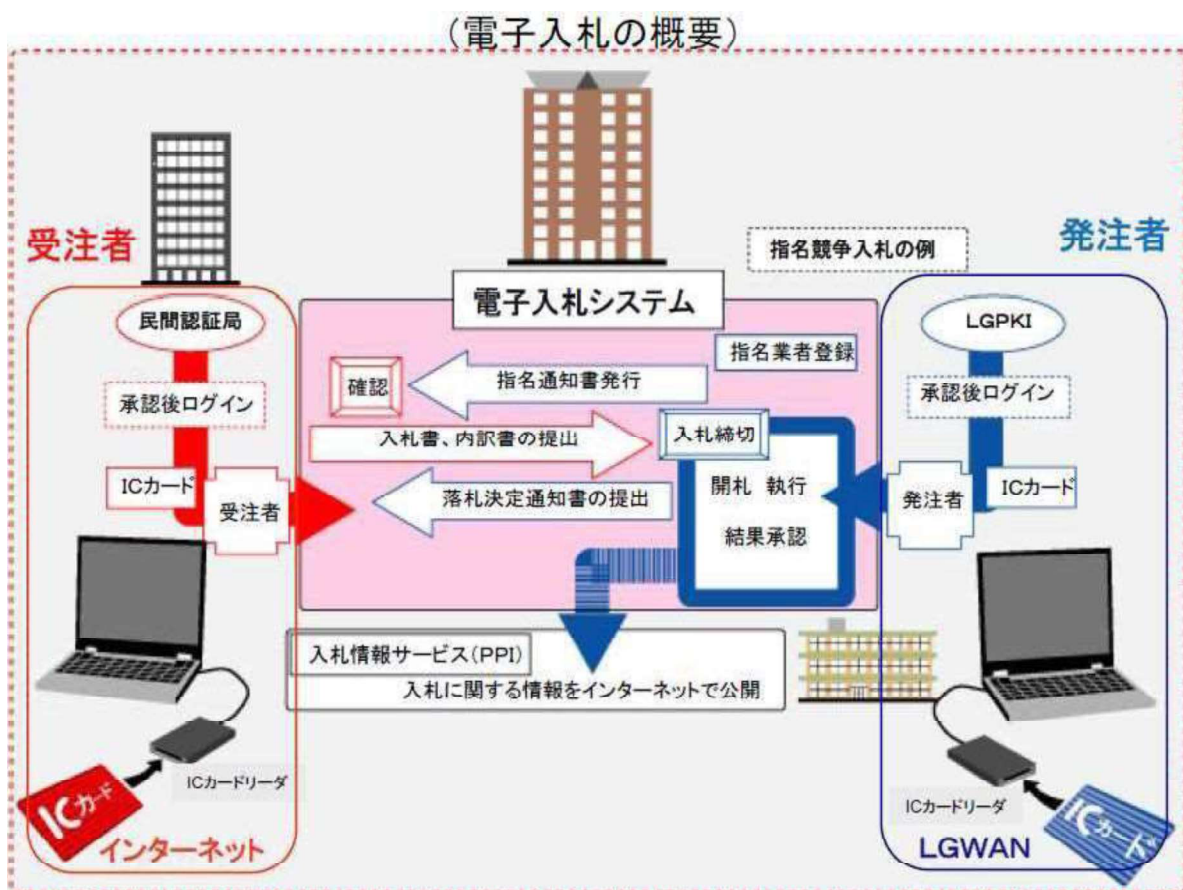 (電子入札の概要)
受注者
発注者
指名競争入札の例
電子入札システム
民間認証局
LGPKI
指名業者登録
確認
指名通知書発行
承認後ログイン
承認後ログイン
入札書、内訳書の提出
入札締切
ICカード
受注者
落札決定通知書の提出
開札 執行
結果承認
発注者
ICカード
入札情報サービス(PPI)
入札に関する情報をインターネットで公開
ICカードリーダ
ICカードリーダ
ICカード
ICカード
インターネット
LGWAN